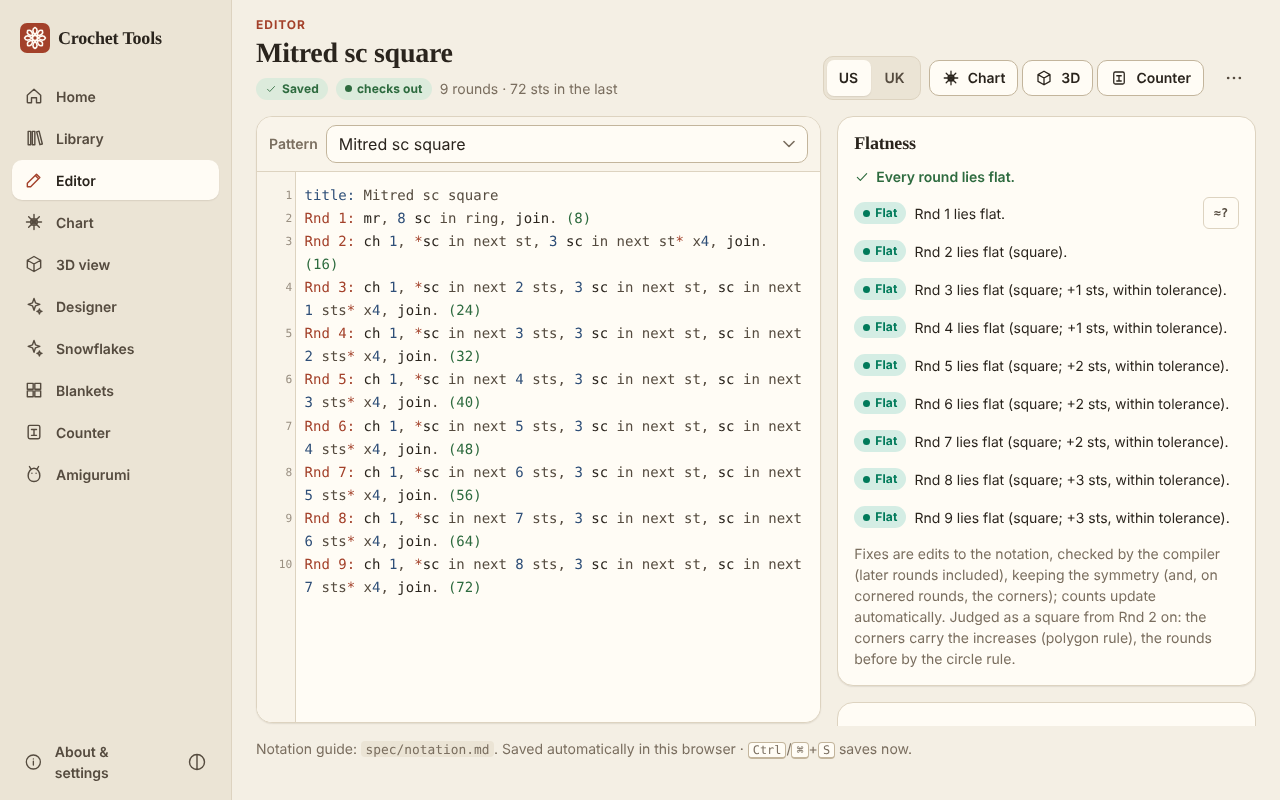 Crochet Tools
Home
Library
Editor
Chart
3D view
Designer
Snowflakes
Blankets
Counter
Amigurumi
About &
settings
EDITOR
Mitred sc square
Saved
checks out
9 rounds · 72 sts in the last
US
UK
Chart
3D
Counter
Pattern
Mitred sc square
1 title: Mitred sc square
2 Rnd 1: mr, 8 sc in ring, join. (8)
3 Rnd 2: ch 1, *sc in next st, 3 sc in next st* x4, join.
(16)
4 Rnd 3: ch 1, *sc in next 2 sts, 3 sc in next st, sc in next
1 sts* x4, join. (24)
5 Rnd 4: ch 1, *sc in next 3 sts, 3 sc in next st, sc in next
2 sts* x4, join. (32)
6 Rnd 5: ch 1, *sc in next 4 sts, 3 sc in next st, sc in next
3 sts* x4, join. (40)
7 Rnd 6: ch 1, *sc in next 5 sts, 3 sc in next st, sc in next
4 sts* x4, join. (48)
8 Rnd 7: ch 1, *sc in next 6 sts, 3 sc in next st, sc in next
5 sts* x4, join. (56)
9 Rnd 8: ch 1, *sc in next 7 sts, 3 sc in next st, sc in next
6 sts* x4, join. (64)
10 Rnd 9: ch 1, *sc in next 8 sts, 3 sc in next st, sc in next
7 sts* x4, join. (72)
Flatness
Every round lies flat.
Flat Rnd 1 lies flat. ≈?
Flat Rnd 2 lies flat (square).
Flat Rnd 3 lies flat (square; +1 sts, within tolerance).
Flat Rnd 4 lies flat (square; +1 sts, within tolerance).
Flat Rnd 5 lies flat (square; +2 sts, within tolerance).
Flat Rnd 6 lies flat (square; +2 sts, within tolerance).
Flat Rnd 7 lies flat (square; +2 sts, within tolerance).
Flat Rnd 8 lies flat (square; +3 sts, within tolerance).
Flat Rnd 9 lies flat (square; +3 sts, within tolerance).
Fixes are edits to the notation, checked by the compiler
(later rounds included), keeping the symmetry (and, on
cornered rounds, the corners); counts update
automatically. Judged as a square from Rnd 2 on: the
corners carry the increases (polygon rule), the rounds
before by the circle rule.
Notation guide: spec/notation.md. Saved automatically in this browser · Ctrl/⌘+S saves now.